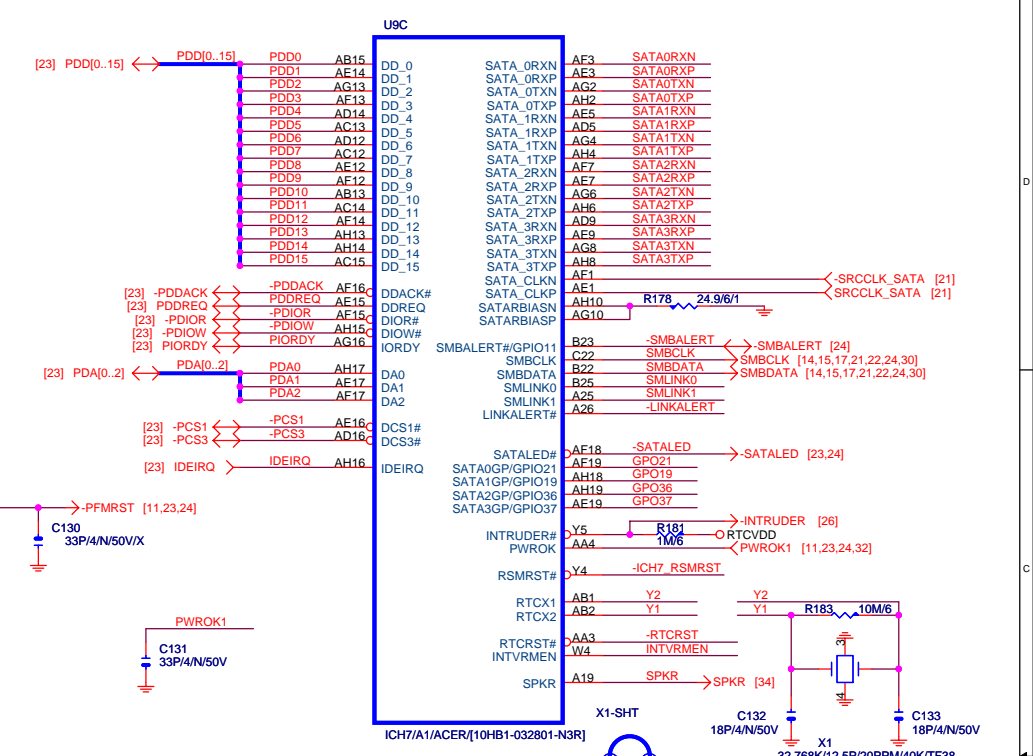 U9C
[23] PDD[0..15] PDD[0..15] PDD0 AB15 DD_0 SATA_0RXN AF3 SATA0RXN
PDD1 AE14 DD_1 SATA_0RXP AE3 SATA0RXP
PDD2 AG13 DD_2 SATA_0TXN AG2 SATA0TXN
PDD3 AF13 DD_3 SATA_0TXP AH2 SATA0TXP
PDD4 AD14 DD_4 SATA_1RXN AE5 SATA1RXN
PDD5 AC13 DD_5 SATA_1RXP AD5 SATA1RXP
PDD6 AD12 DD_6 SATA_1TXN AG4 SATA1TXN
PDD7 AC12 DD_7 SATA_1TXP AH4 SATA1TXP
PDD8 AE12 DD_8 SATA_2RXN AF7 SATA2RXN
PDD9 AF12 DD_9 SATA_2RXP AE7 SATA2RXP
PDD10 AB13 DD_10 SATA_2TXN AG6 SATA2TXN
PDD11 AC14 DD_11 SATA_2TXP AH6 SATA2TXP
PDD12 AF14 DD_12 SATA_3RXN AD9 SATA3RXN
PDD13 AH13 DD_13 SATA_3RXP AE9 SATA3RXP
PDD14 AH14 DD_14 SATA_3TXN AG8 SATA3TXN
PDD15 AC15 DD_15 SATA_3TXP AH8 SATA3TXP
D
SATA_CLKN AF1 -SRCCLK_SATA [21]
[23] -PDDACK -PDDACK AF16 DDACK# SATA_CLKP AE1 SRCCLK_SATA [21]
[23] PDDREQ PDDREQ AE15 DDREQ SATARBIASN AH10 R178 24.9/6/1
[23] -PDIOR -PDIOR AF15 DIOR# SATARBIASP AG10
[23] -PDIOW -PDIOW AH15 DIOW#
[23] PIORDY PIORDY AG16 IORDY SMBALERT#/GPIO11 B23 -SMBALERT -SMBALERT [24]
SMBCLK C22 SMBCLK SMBCLK [14,15,17,21,22,24,30]
[23] PDA[0..2] PDA[0..2] PDA0 AH17 DA0 SMBDATA B22 SMBDATA SMBDATA [14,15,17,21,22,24,30]
PDA1 AE17 DA1 SMLINK0 B25 SMLINK0
PDA2 AF17 DA2 SMLINK1 A25 SMLINK1
LINKALERT# A26 -LINKALERT
[23] -PCS1 -PCS1 AE16 DCS1#
[23] -PCS3 -PCS3 AD16 DCS3#
SATALED# AF18 -SATALED -SATALED [23,24]
[23] IDEIRQ IDEIRQ AH16 IDEIRQ SATA0GP/GPIO21 AF19 GPO21
SATA1GP/GPIO19 AH18 GPO19
SATA2GP/GPIO36 AH19 GPO36
SATA3GP/GPIO37 AE19 GPO37
-PFMRST [11,23,24]
C130
33P/4/N/50V/X
INTRUDER# Y5 -INTRUDER [26]
R181 RTCVDD
1M/6
PWROK AA4 PWROK1 [11,23,24,32]
C
RSMRST# Y4 -ICH7_RSMRST
RTCX1 AB1 Y2 Y2
RTCX2 AB2 Y1 Y1 R183 10M/6
PWROK1
C131
33P/4/N/50V
RTCRST# AA3 -RTCRST
INTVRMEN W4 INTVRMEN
3
4
SPKR A19 SPKR SPKR [34]
X1-SHT
C132
18P/4/N/50V
C133
18P/4/N/50V
ICH7/A1/ACER/[10HB1-032801-N3R]
X1
32.768K/12.5P/20PPM/40K/TF38